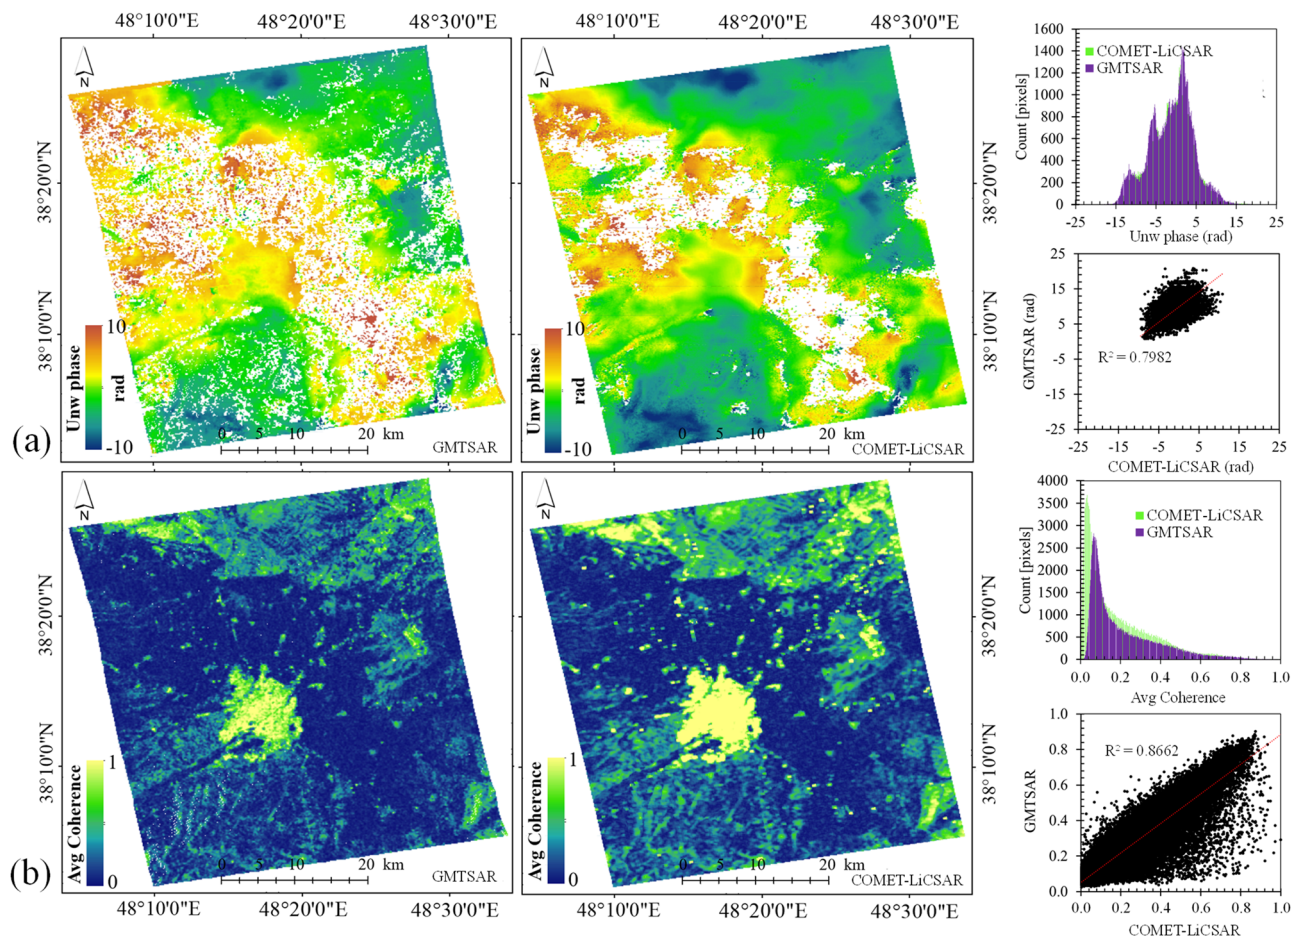 48°10'0"E 48°20'0"E 48°30'0"E 48°10'0"E 48°20'0"E 48°30'0"E
(a)
N
38°20'0"N
38°10'0"N
10
-10
Unw phase
rad
0 5 10 20 km
GMTSAR
N
38°20'0"N
38°10'0"N
10
-10
Unw phase
rad
0 5 10 20 km
COMET-LiCSAR
1600
1400
1200
1000
800
600
400
200
0
Count [pixels]
COMET-LiCSAR
GMTSAR
-25 -15 -5 5 15 25
Unw phase (rad)
25
15
5
-5
-15
-25
GMTSAR (rad)
R² = 0.7982
-25 -15 -5 5 15 25
COMET-LiCSAR (rad)
(b)
N
38°20'0"N
38°10'0"N
1
0
Avg Coherence
0 5 10 20 km
GMTSAR
N
38°20'0"N
38°10'0"N
1
0
Avg Coherence
0 5 10 20 km
COMET-LiCSAR
48°10'0"E 48°20'0"E 48°30'0"E 48°10'0"E 48°20'0"E 48°30'0"E
4000
3500
3000
2500
2000
1500
1000
500
0
Count [pixels]
COMET-LiCSAR
GMTSAR
0.0 0.2 0.4 0.6 0.8 1.0
Avg Coherence
1.0
0.8
0.6
0.4
0.2
0.0
GMTSAR
R² = 0.8662
0.0 0.2 0.4 0.6 0.8 1.0
COMET-LiCSAR